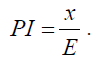 PI = x/E .